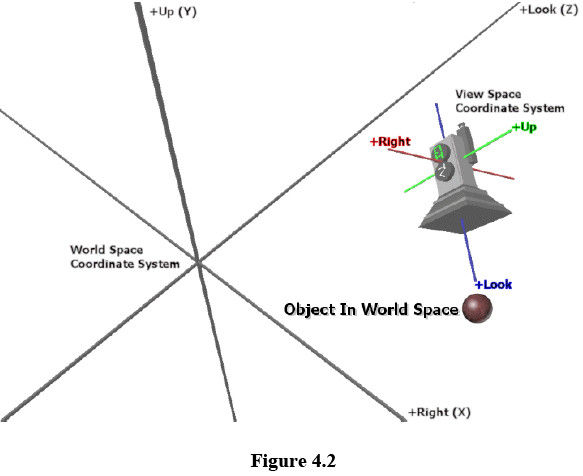 +Up (Y)
+Look (Z)
View Space
Coordinate System
+Up
+Right
World Space
Coordinate System
+Look
Object In World Space
+Right (X)
Figure 4.2